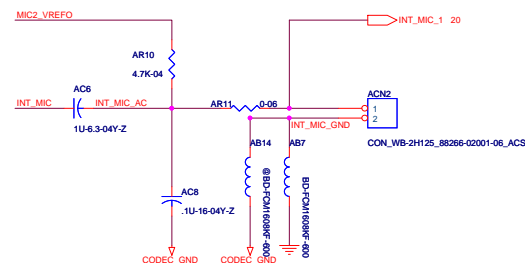 MIC2_VREFO
INT_MIC_1 20
AR10
4.7K-04
AC6
INT_MIC
INT_MIC_AC
1U-6.3-04Y-Z
AR11
0-06
ACN2
1
2
INT_MIC_GND
CON_WB-2H125_88266-02001-06_ACS
AB14
AB7
@BD-FCM1608KF-600
BD-FCM1608KF-600
AC8
.1U-16-04Y-Z
CODEC_GND
CODEC_GND